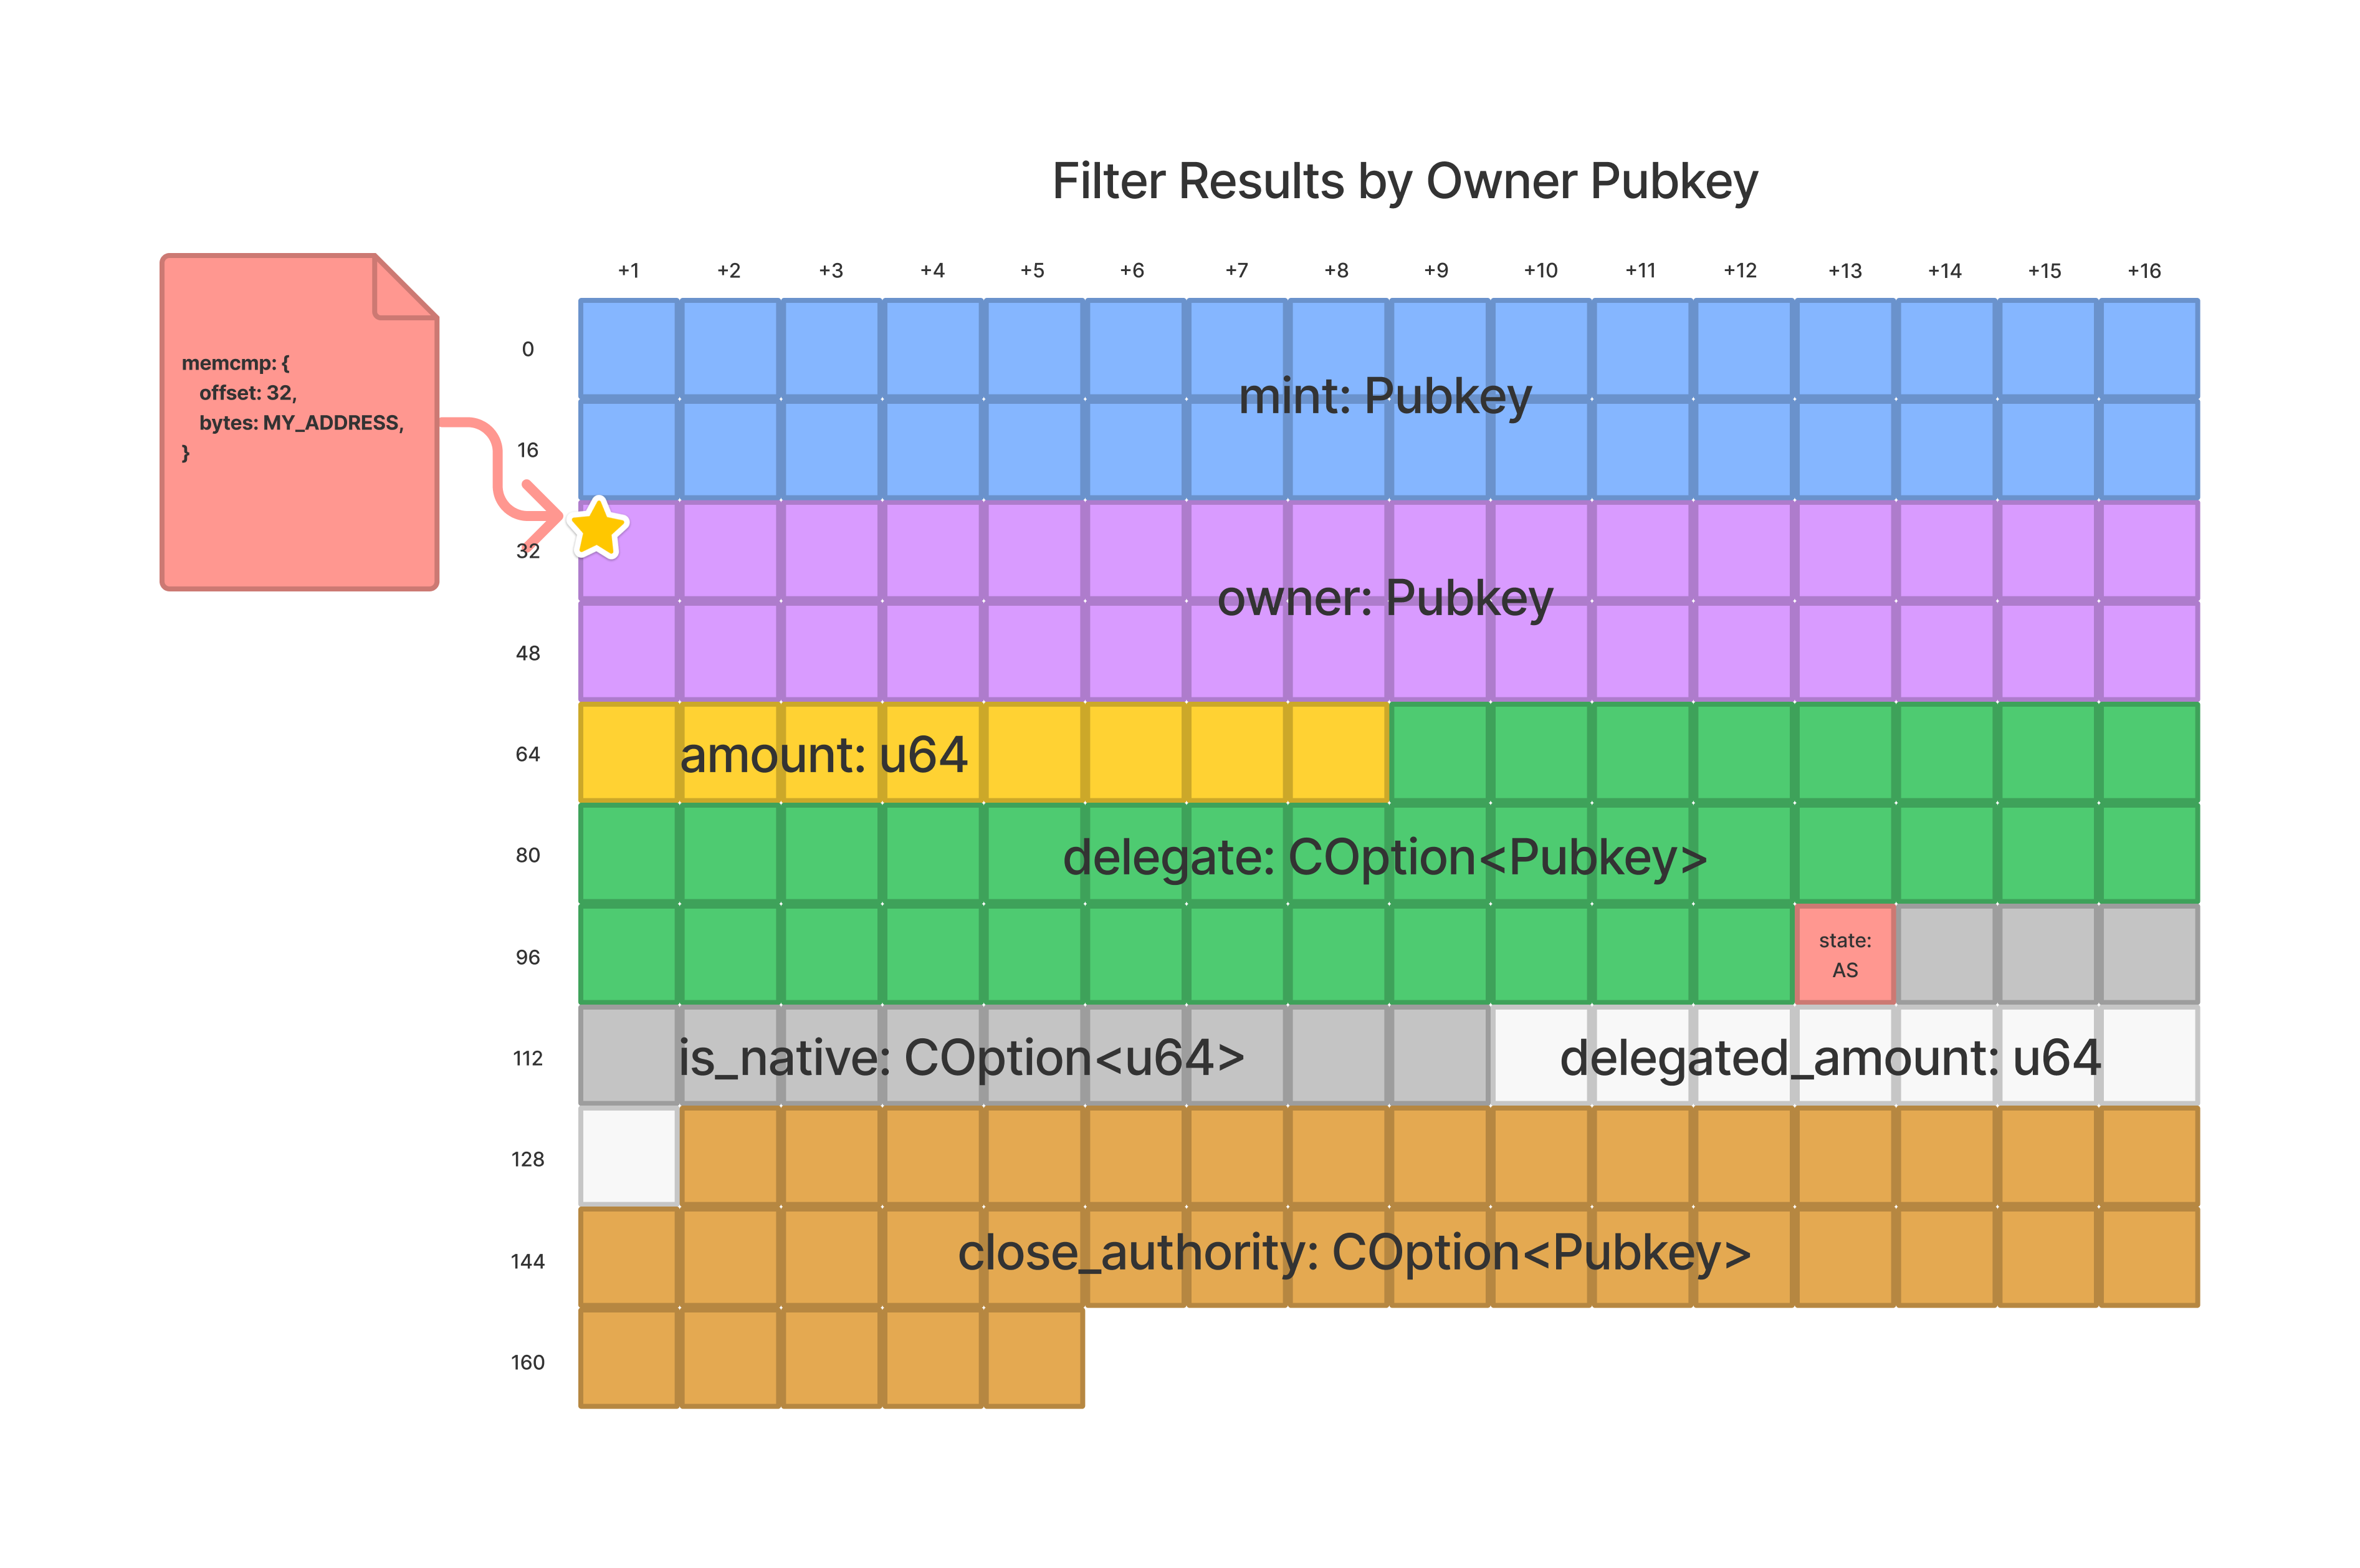 Filter Results by Owner Pubkey
memcmp: {
offset: 32,
bytes: MY_ADDRESS,
}
+1 +2 +3 +4 +5 +6 +7 +8 +9 +10 +11 +12 +13 +14 +15 +16
0
mint: Pubkey
16
32
owner: Pubkey
48
64
amount: u64
80
delegate: COption<Pubkey>
96
state:
AS
112
is_native: COption<u64>
delegated_amount: u64
128
144
close_authority: COption<Pubkey>
160